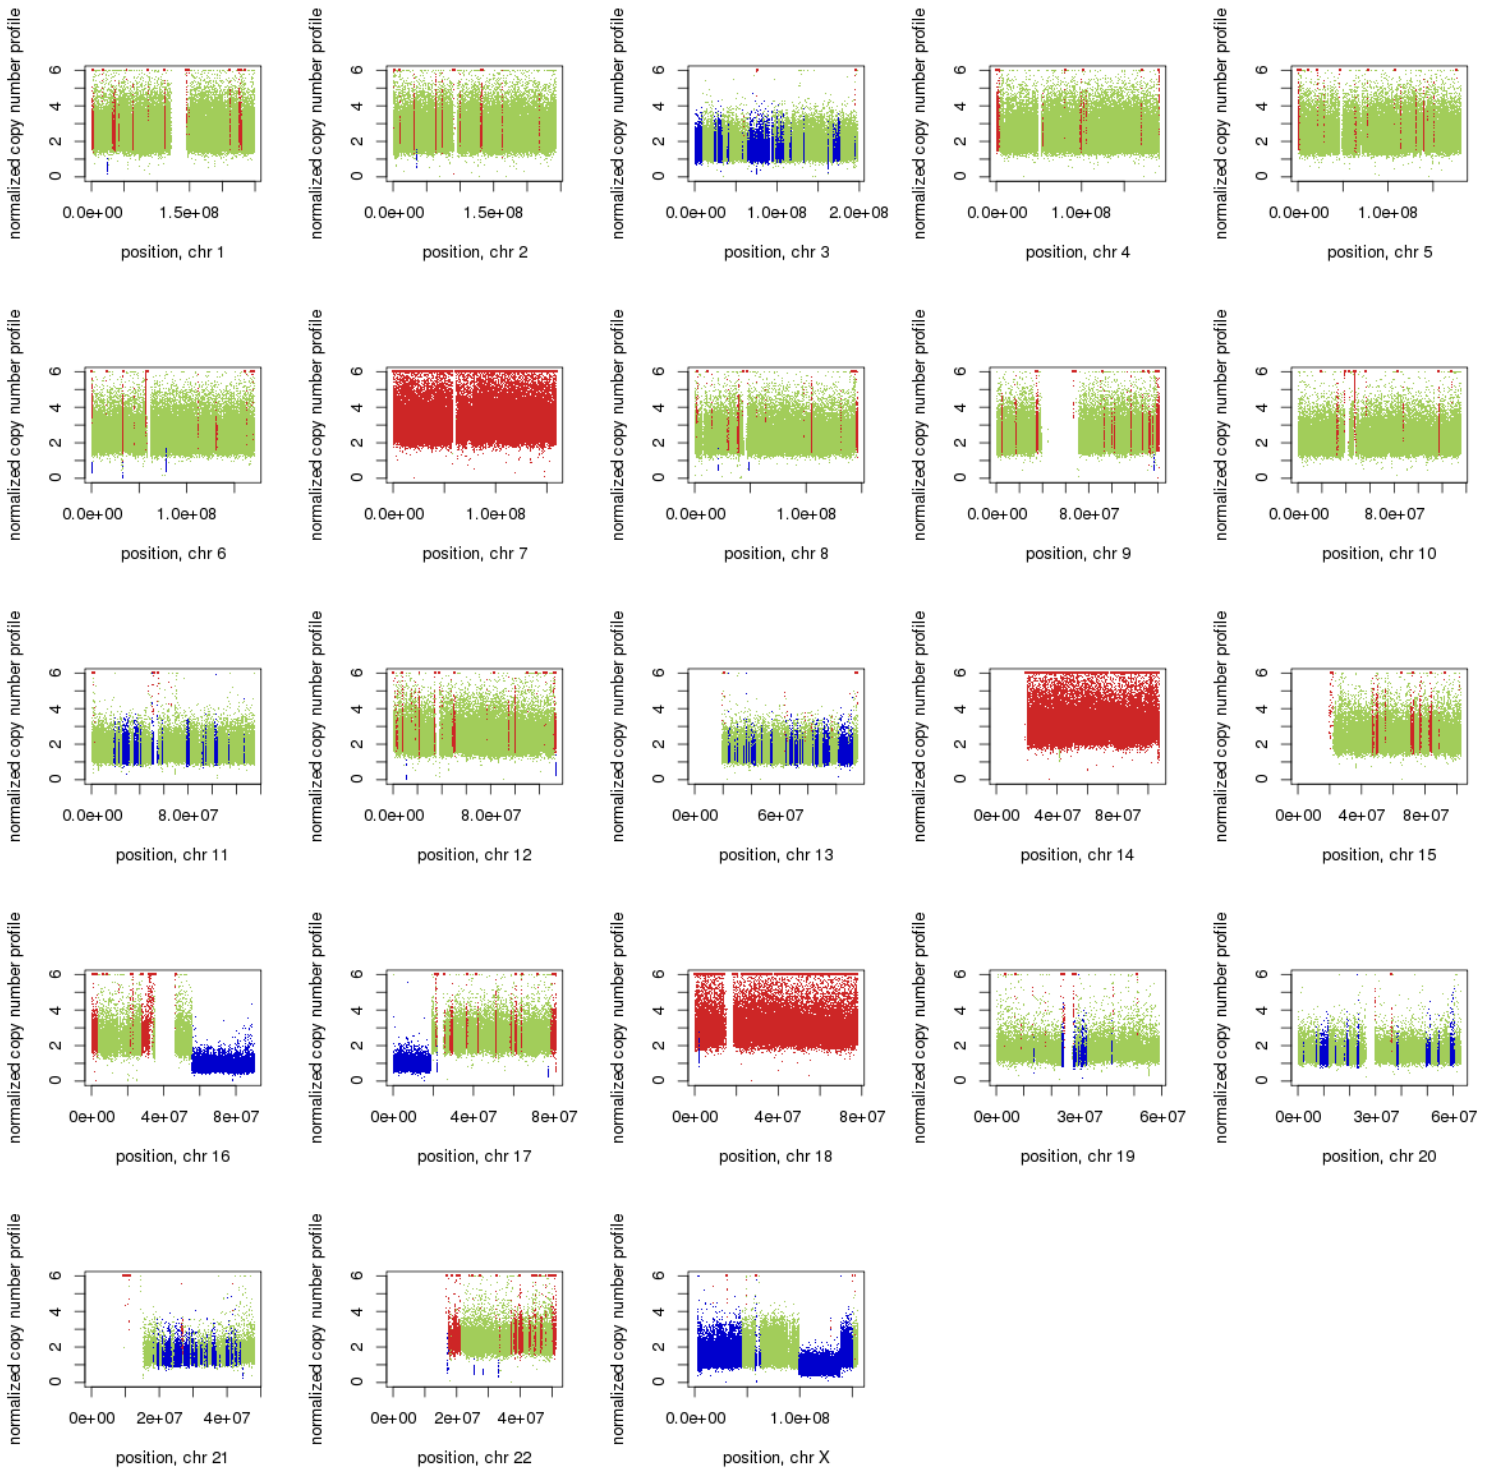 normalized copy number profile
0 2 4 6
0.0e+00 1.5e+08
position, chr 1
normalized copy number profile
0 2 4 6
0.0e+00 1.5e+08
position, chr 2
normalized copy number profile
0 2 4 6
0.0e+00 1.0e+08 2.0e+08
position, chr 3
normalized copy number profile
0 2 4 6
0.0e+00 1.0e+08
position, chr 4
normalized copy number profile
0 2 4 6
0.0e+00 1.0e+08
position, chr 5
normalized copy number profile
0 2 4 6
0.0e+00 1.0e+08
position, chr 6
normalized copy number profile
0 2 4 6
0.0e+00 1.0e+08
position, chr 7
normalized copy number profile
0 2 4 6
0.0e+00 1.0e+08
position, chr 8
normalized copy number profile
0 2 4 6
0.0e+00 8.0e+07
position, chr 9
normalized copy number profile
0 2 4 6
0.0e+00 8.0e+07
position, chr 10
normalized copy number profile
0 2 4 6
0.0e+00 8.0e+07
position, chr 11
normalized copy number profile
0 2 4 6
0.0e+00 8.0e+07
position, chr 12
normalized copy number profile
0 2 4 6
0e+00 6e+07
position, chr 13
normalized copy number profile
0 2 4 6
0e+00 4e+07 8e+07
position, chr 14
normalized copy number profile
0 2 4 6
0e+00 4e+07 8e+07
position, chr 15
normalized copy number profile
0 2 4 6
0e+00 4e+07 8e+07
position, chr 16
normalized copy number profile
0 2 4 6
0e+00 4e+07 8e+07
position, chr 17
normalized copy number profile
0 2 4 6
0e+00 4e+07 8e+07
position, chr 18
normalized copy number profile
0 2 4 6
0e+00 3e+07 6e+07
position, chr 19
normalized copy number profile
0 2 4 6
0e+00 3e+07 6e+07
position, chr 20
normalized copy number profile
0 2 4 6
0e+00 2e+07 4e+07
position, chr 21
normalized copy number profile
0 2 4 6
0e+00 2e+07 4e+07
position, chr 22
normalized copy number profile
0 2 4 6
0.0e+00 1.0e+08
position, chr X